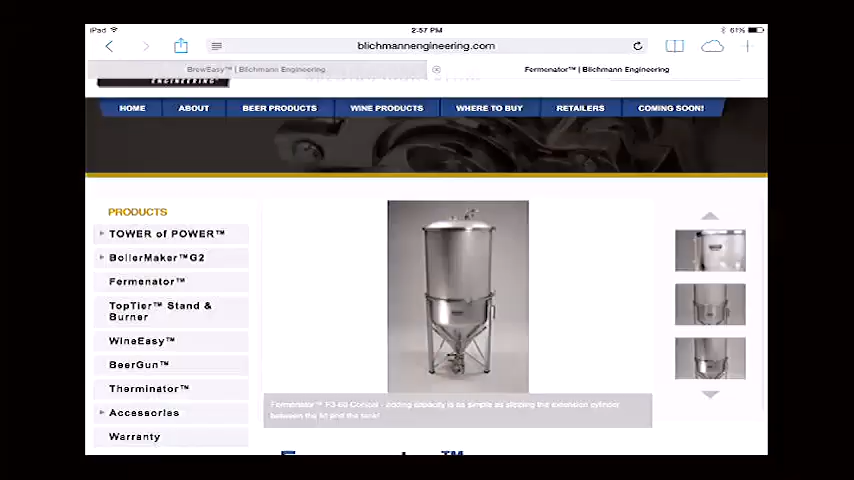 iPad 2:57 PM 61%
blichmannengineering.com
BrewEasy™ | Blichmann Engineering Fermenator™ | Blichmann Engineering
ENGINEERING
HOME ABOUT BEER PRODUCTS WINE PRODUCTS WHERE TO BUY RETAILERS COMING SOON!
PRODUCTS
TOWER of POWER™
BoilerMaker™G2
Fermenator™
TopTier™ Stand &
Burner
WineEasy™
BeerGun™
Therminator™
Accessories
Warranty
Fermenator™ F3-60 Conical - adding capacity is as simple as slipping the extension cylinder
between the lid and the tank!